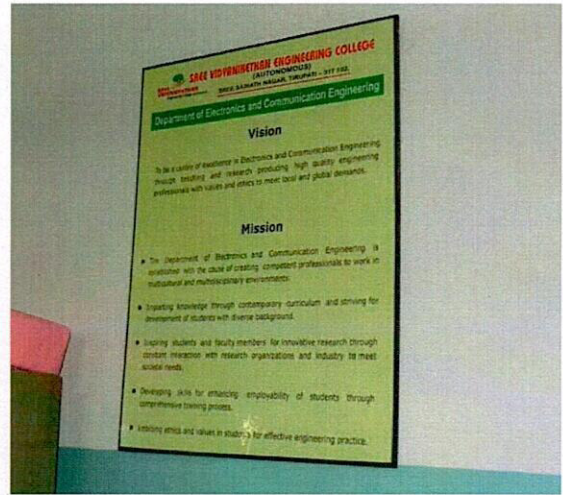 SREE VIDYANIKETHAN ENGINEERING COLLEGE
(AUTONOMOUS)
SREE SAINATH NAGAR, TIRUPATI – 517 102.
Department of Electronics and Communication Engineering
Vision
To be a center of excellence in Electronics and Communication Engineering
through teaching and research producing high quality engineering
professionals with values and ethics to meet local and global demands.
Mission
The Department of Electronics and Communication Engineering is
established with the cause of creating competent professionals to work in
multicultural and multidisciplinary environments.
Imparting knowledge through contemporary curriculum and striving for
development of students with diverse background.
Inspiring students and faculty members for innovative research through
constant interaction with research organizations and industry to meet
societal needs.
Developing skills for enhancing employability of students through
comprehensive training process.
Imbibing ethics and values in students for effective engineering practice.